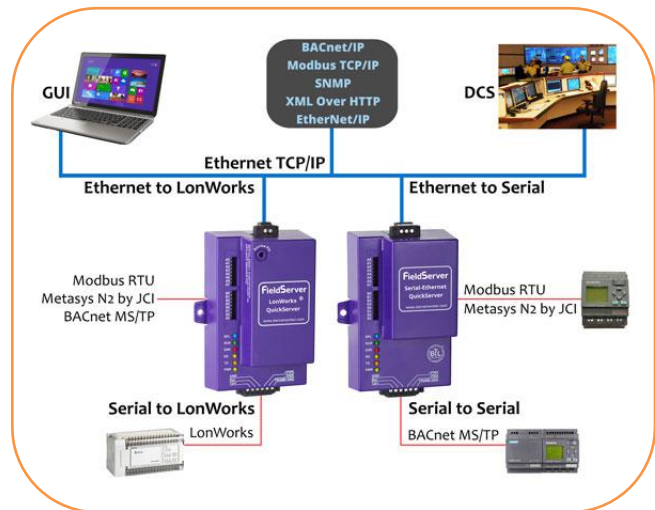 BACnet/IP
Modbus TCP/IP
SNMP
XML Over HTTP
EtherNet/IP
GUI
DCS
Ethernet TCP/IP
Ethernet to LonWorks
Ethernet to Serial
Modbus RTU
Metasys N2 by JCI
BACnet MS/TP
FieldServer
LonWorks ®
QuickServer
FieldServer
Serial-Ethernet
QuickServer
BTL
Modbus RTU
Metasys N2 by JCI
Serial to LonWorks
LonWorks
Serial to Serial
BACnet MS/TP